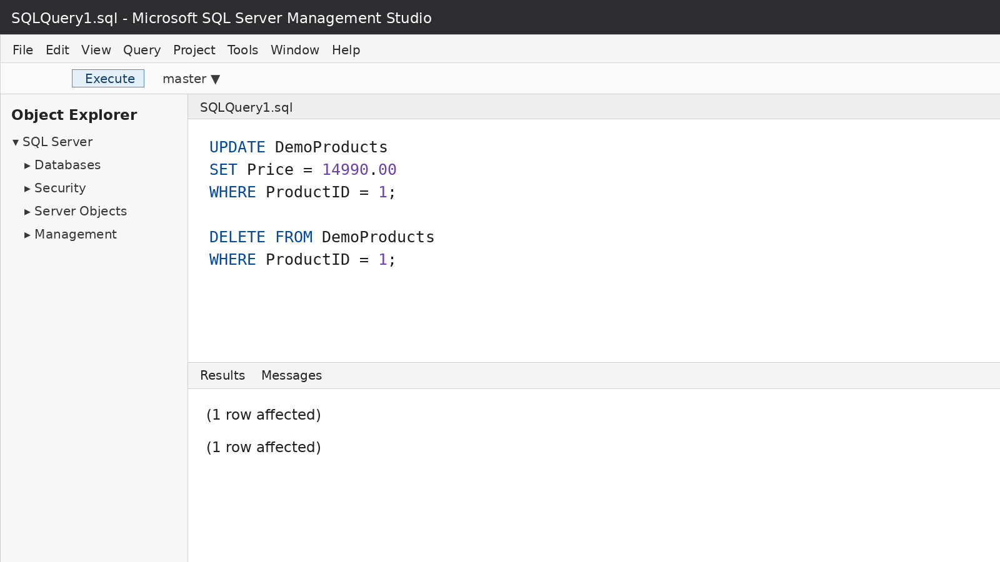 SQLQuery1.sql - Microsoft SQL Server Management Studio
File Edit View Query Project Tools Window Help
Execute master ▼
Object Explorer
▾ SQL Server
▸ Databases
▸ Security
▸ Server Objects
▸ Management
SQLQuery1.sql
UPDATE DemoProducts
SET Price = 14990.00
WHERE ProductID = 1;
DELETE FROM DemoProducts
WHERE ProductID = 1;
Results Messages
(1 row affected)
(1 row affected)